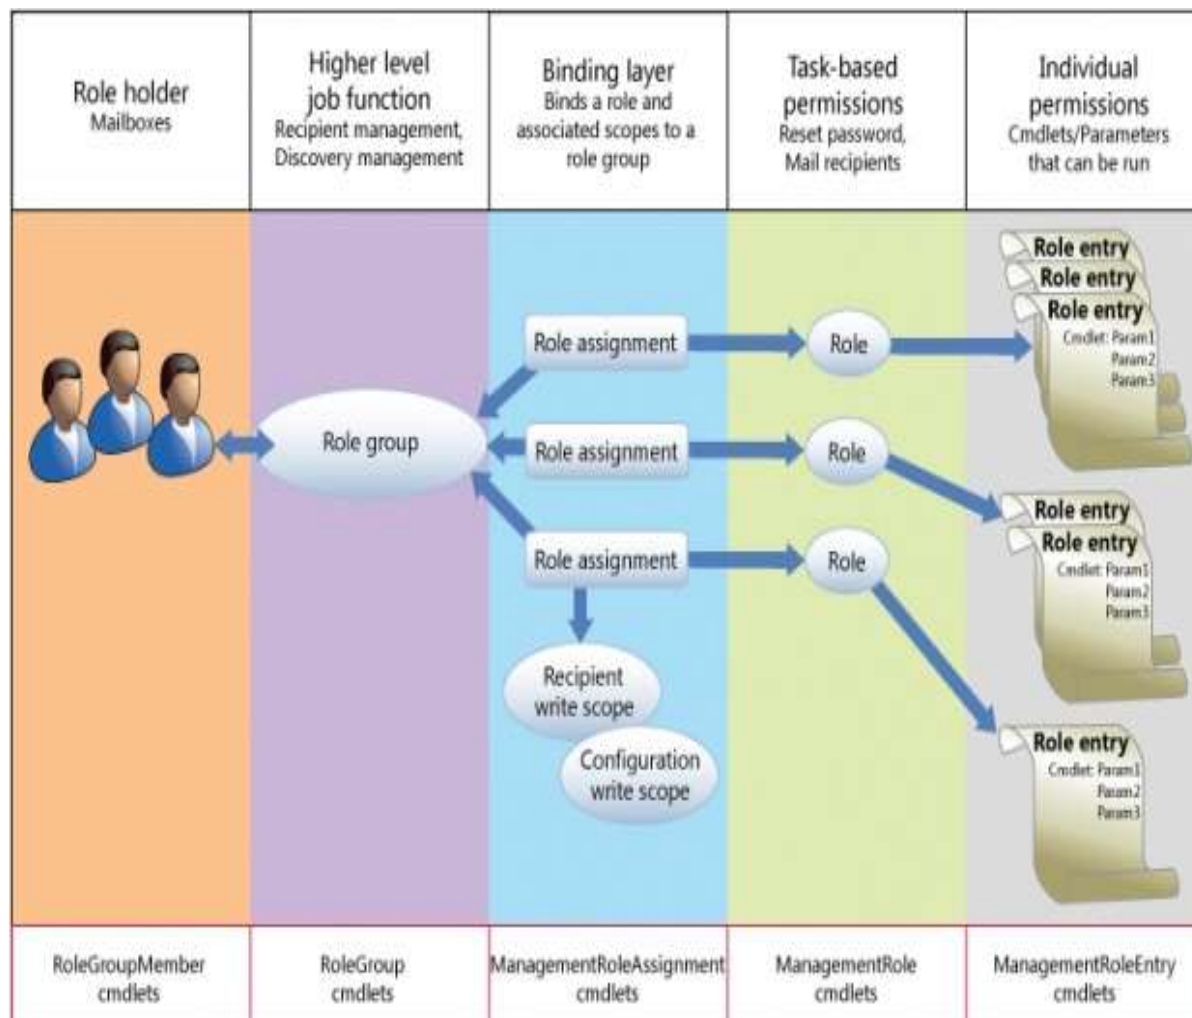 Role holder
Mailboxes
Higher level
job function
Recipient management,
Discovery management
Binding layer
Binds a role and
associated scopes to a
role group
Task-based
permissions
Reset password,
Mail recipients
Individual
permissions
Cmdlets/Parameters
that can be run
Role group
Role assignment
Role assignment
Role assignment
Recipient
write scope
Configuration
write scope
Role
Role
Role
Role entry
Role entry
Role entry
Cmdlet: Param1
Param2
Param3
Role entry
Role entry
Cmdlet: Param1
Param2
Param3
Role entry
Cmdlet: Param1
Param2
Param3
RoleGroupMember
cmdlets
RoleGroup
cmdlets
ManagementRoleAssignment
cmdlets
ManagementRole
cmdlets
ManagementRoleEntry
cmdlets